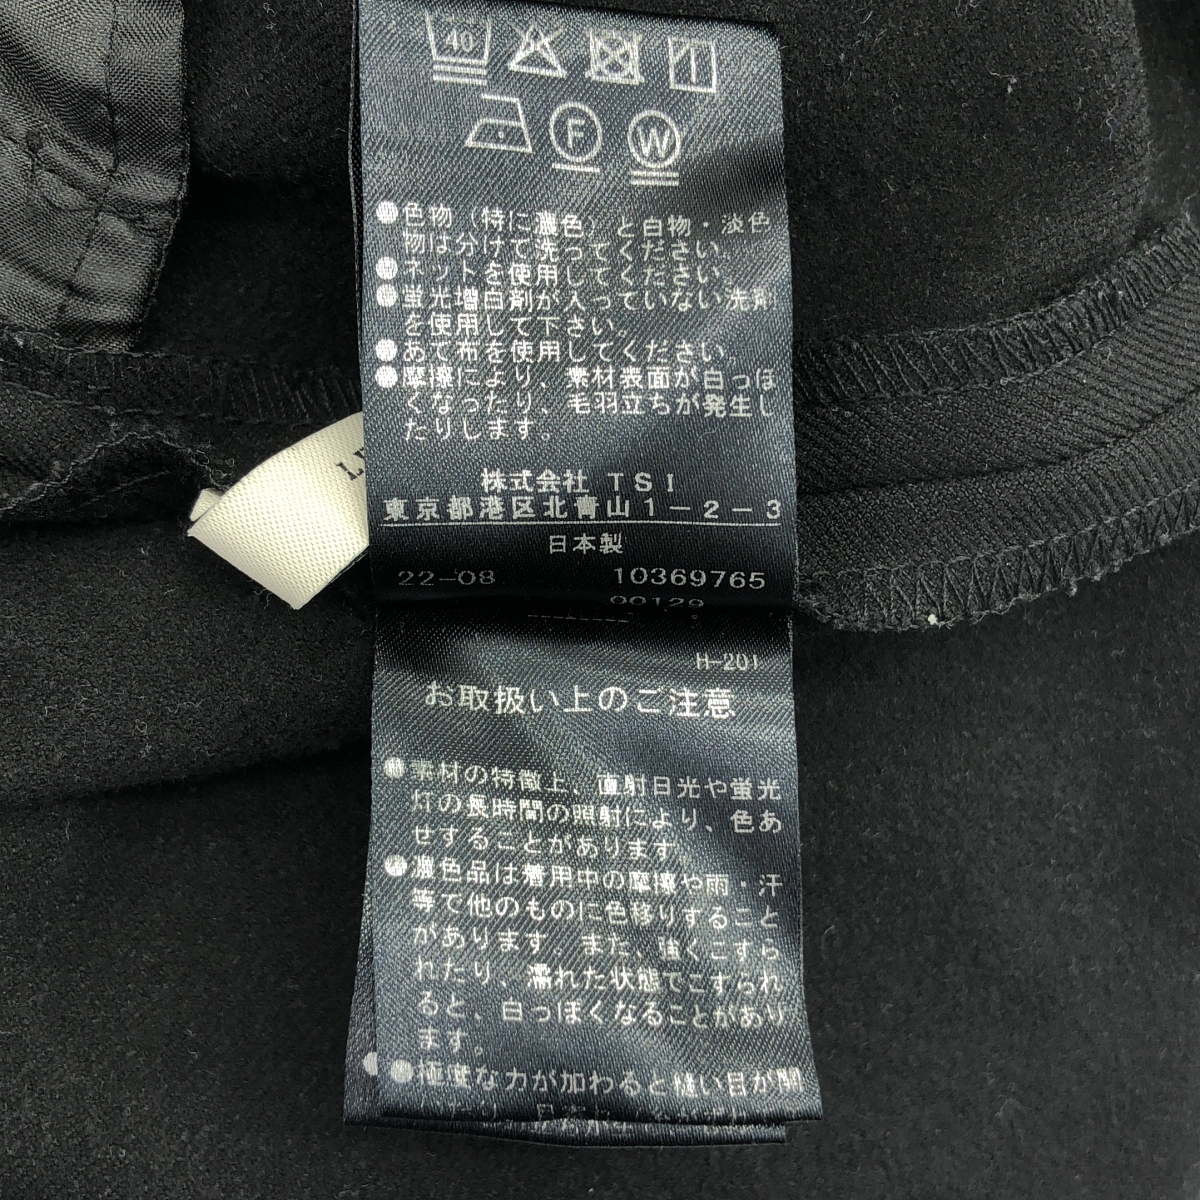 40
F
W
●色物(特に濃色)と白物・淡色
物は分けて洗ってください。
●ネットを使用してください。
●蛍光増白剤が入っていない洗剤
を使用して下さい。
●あて布を使用してください。
●摩擦により、素材表面が白っぽ
くなったり、毛羽立ちが発生し
たりします。
株式会社 TSI
東京都港区北青山1-2-3
日本製
22-08 10369765
00129
H-201
お取扱い上のご注意
●素材の特徴上、直射日光や蛍光
灯の長時間の照射により、色あ
せすることがあります。
●濃色品は着用中の摩擦や雨・汗
等で他のものに色移りすること
があります。また、強くこすら
れたり、濡れた状態でこすられ
ると、白っぽくなることがあり
ます。
●極度な力が加わると縫い目が開